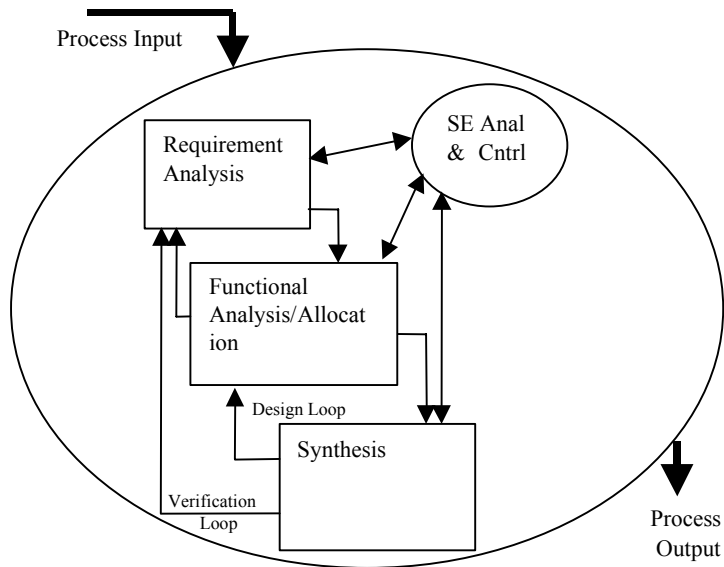 Process Input
SE Anal
& Cntrl
Requirement
Analysis
Functional
Analysis/Allocat
ion
Design Loop
Synthesis
Verification
Loop
Process
Output